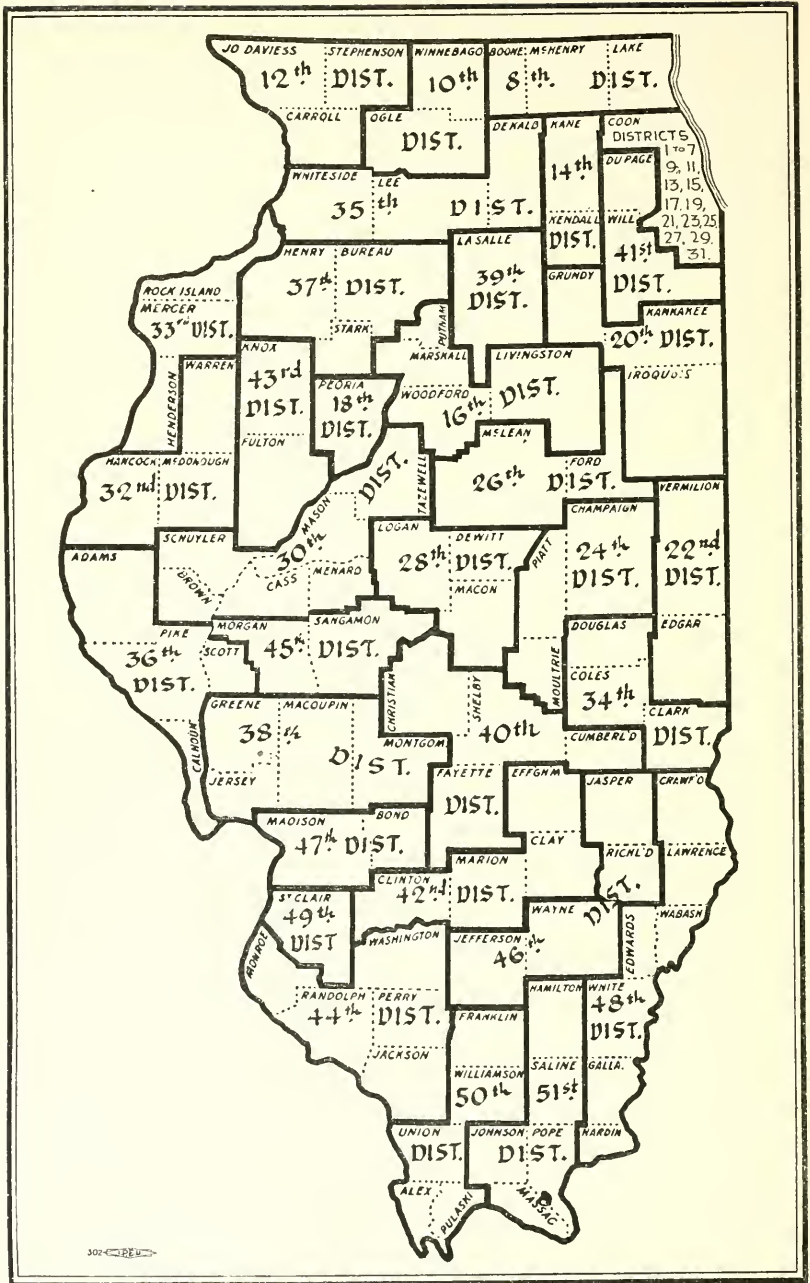 JO DAVIESS STEPHENSON WINNEBAGO BOONE McHENRY LAKE
12th DIST. 10th 8th. DIST.
CARROLL OGLE DEKALB KANE COOK
DIST. DISTRICTS
1 TO 7
DU PAGE 9, 11,
14th 13, 15,
WHITESIDE LEE 17, 19,
35th DIST. KENDALL WILL 21, 23, 25,
DIST. 27, 29.
31.
HENRY BUREAU LA SALLE 41st
37th DIST. 39th DIST. GRUNDY DIST.
ROCK ISLAND
MERCER KANKAKEE
33rd DIST. STARK PUTNAM 20th DIST.
KNOX MARSHALL LIVINGSTON
WARREN 43rd PEORIA IROQUOIS
HENDERSON DIST. 18th WOODFORD 16th DIST.
DIST.
FULTON McLEAN
HANCOCK McDONOUGH DIST. TAZEWELL 26th FORD DIST.
32nd DIST. MASON CHAMPAIGN VERMILION
SCHUYLER LOGAN DEWITT PIATT 24th 22nd
ADAMS 30th 28th DIST. DIST. DIST.
BROWN CASS MENARD MACON
PIKE MORGAN SANGAMON DOUGLAS EDGAR
36th SCOTT 45th DIST. MOULTRIE
DIST. COLES
CHRISTIAN SHELBY 34th
GREENE MACOUPIN CLARK
38th 40th DIST.
CALHOUN DIST. MONTGOM. CUMBERL'D
JERSEY FAYETTE EFFGHM JASPER CRAWF'D
DIST.
MADISON BOND
47th DIST. CLAY RICHL'D LAWRENCE
MARION
CLINTON
ST CLAIR 42nd DIST. DIST.
49th WAYNE WABASH
DIST EDWARDS
MONROE WASHINGTON JEFFERSON
46th
HAMILTON WHITE
RANDOLPH PERRY 48th
44th DIST. FRANKLIN DIST.
JACKSON
WILLIAMSON SALINE GALLA.
50th 51st
UNION JOHNSON POPE HARDIN
DIST. DIST.
ALEX PULASKI MASSAC
302